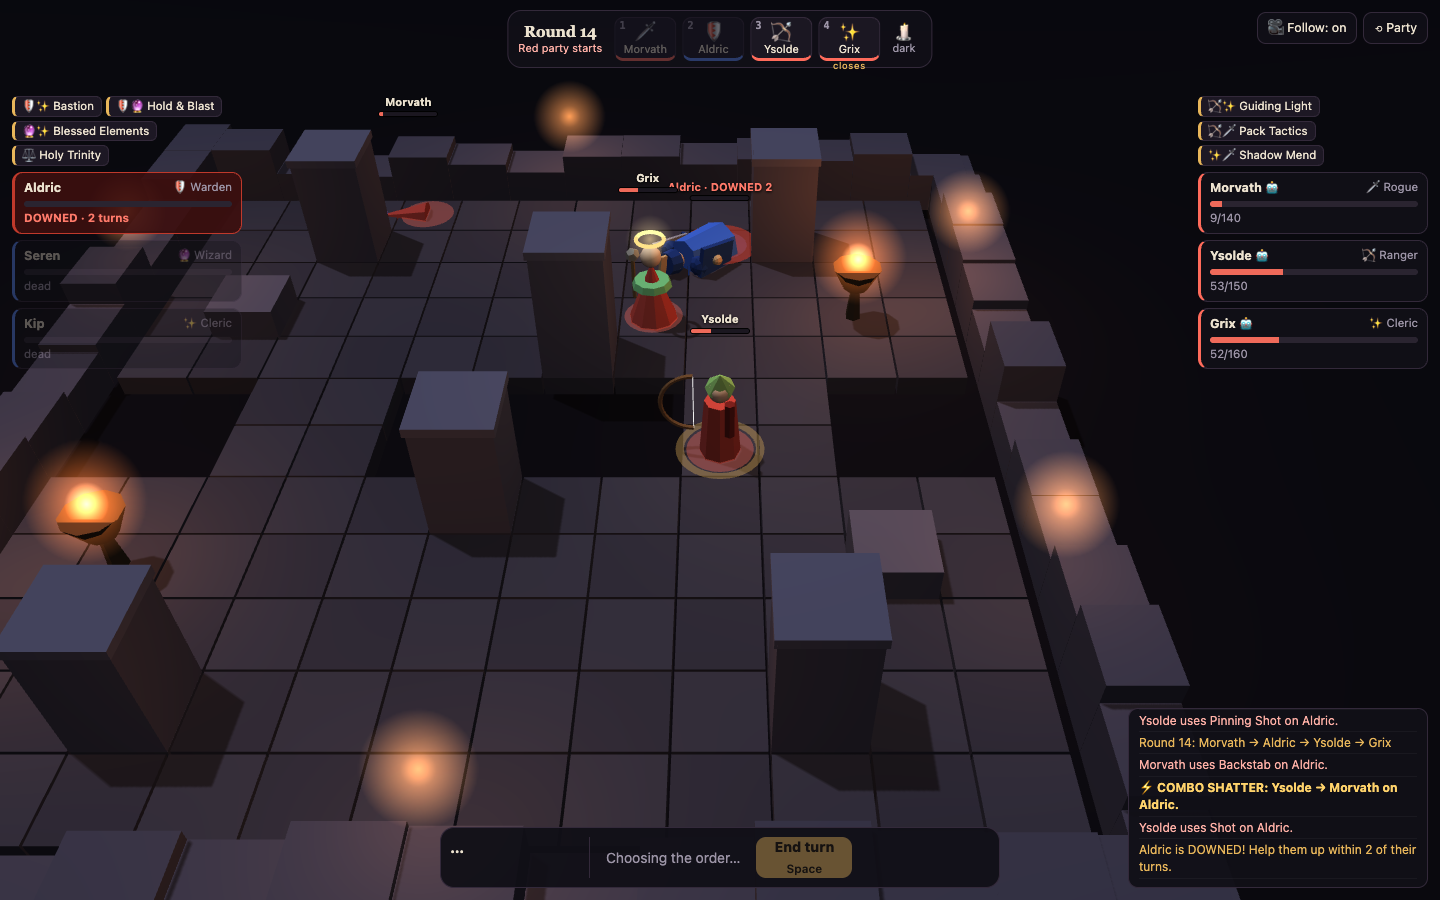 Round 14
Red party starts
1
Morvath
2
Aldric
3
Ysolde
4
Grix
closes
dark
Follow: on
Party
Bastion
Hold & Blast
Blessed Elements
Holy Trinity
Aldric
Warden
DOWNED · 2 turns
Seren
Wizard
dead
Kip
Cleric
dead
Morvath
Grix
Aldric · DOWNED 2
Ysolde
Guiding Light
Pack Tactics
Shadow Mend
Morvath
Rogue
9/140
Ysolde
Ranger
53/150
Grix
Cleric
52/160
Ysolde uses Pinning Shot on Aldric.
Round 14: Morvath → Aldric → Ysolde → Grix
Morvath uses Backstab on Aldric.
⚡ COMBO SHATTER: Ysolde → Morvath on
Aldric.
Ysolde uses Shot on Aldric.
Aldric is DOWNED! Help them up within 2 of their
turns.
...
Choosing the order...
End turn
Space